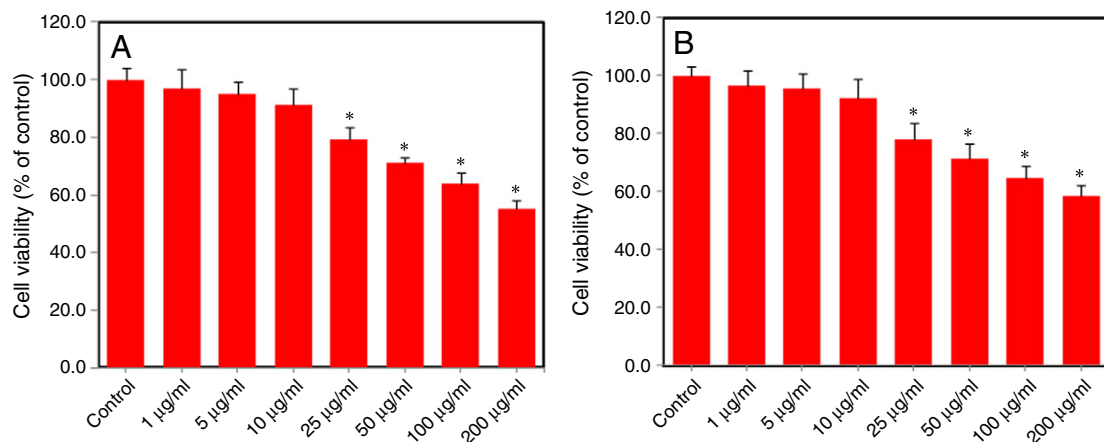 A
Cell viability (% of control)
120.0
100.0
80.0
60.0
40.0
20.0
0.0
* * * *
Control
1 µg/ml
5 µg/ml
10 µg/ml
25 µg/ml
50 µg/ml
100 µg/ml
200 µg/ml
B
Cell viability (% of control)
120.0
100.0
80.0
60.0
40.0
20.0
0.0
* * * *
Control
1 µg/ml
5 µg/ml
10 µg/ml
25 µg/ml
50 µg/ml
100 µg/ml
200 µg/ml